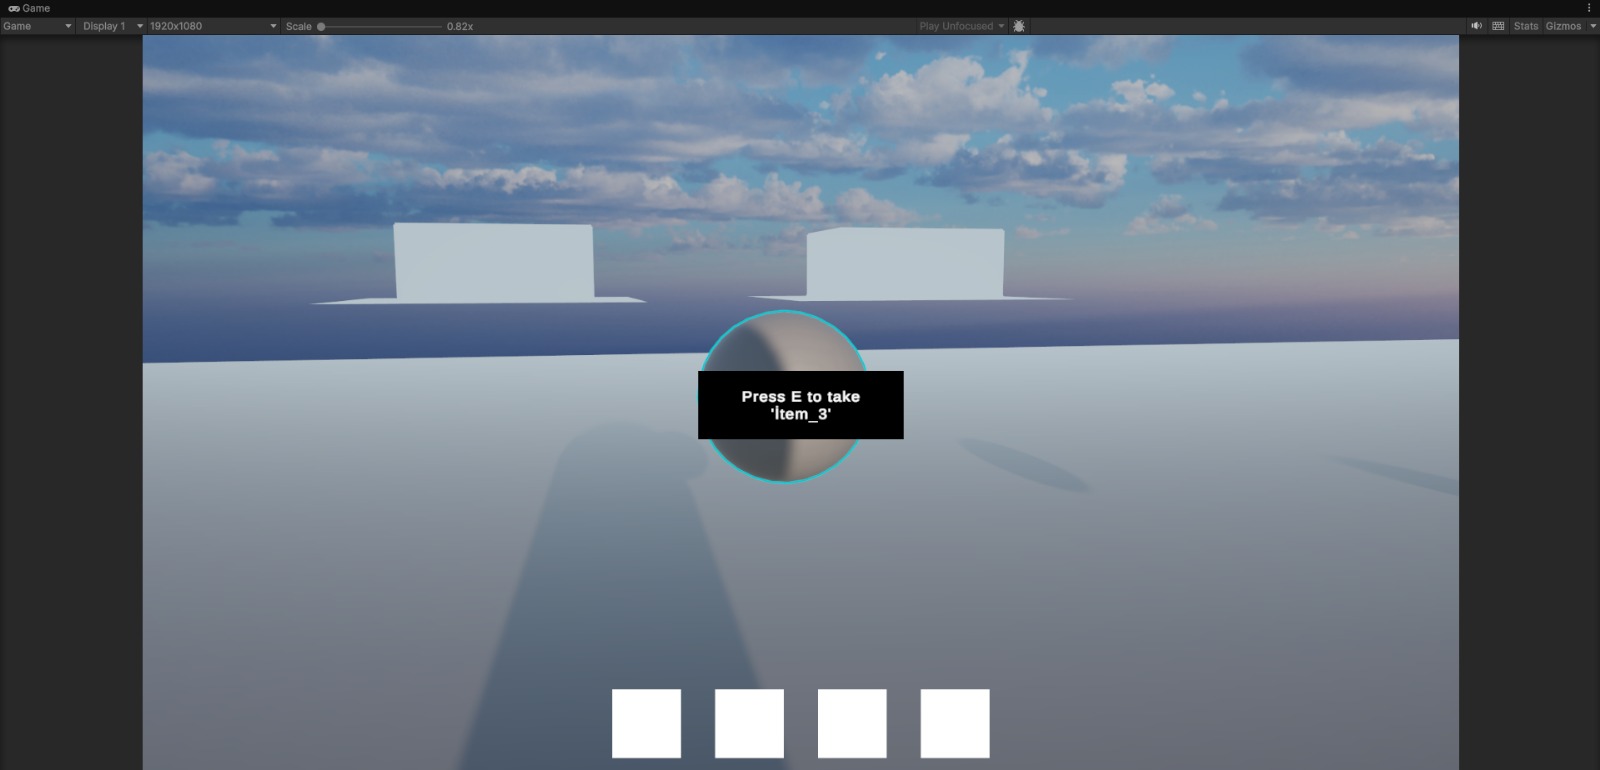 Game
Game
Display 1
1920x1080
Scale
0.82x
Play Unfocused
Stats
Gizmos
Press E to take
'İtem_3'